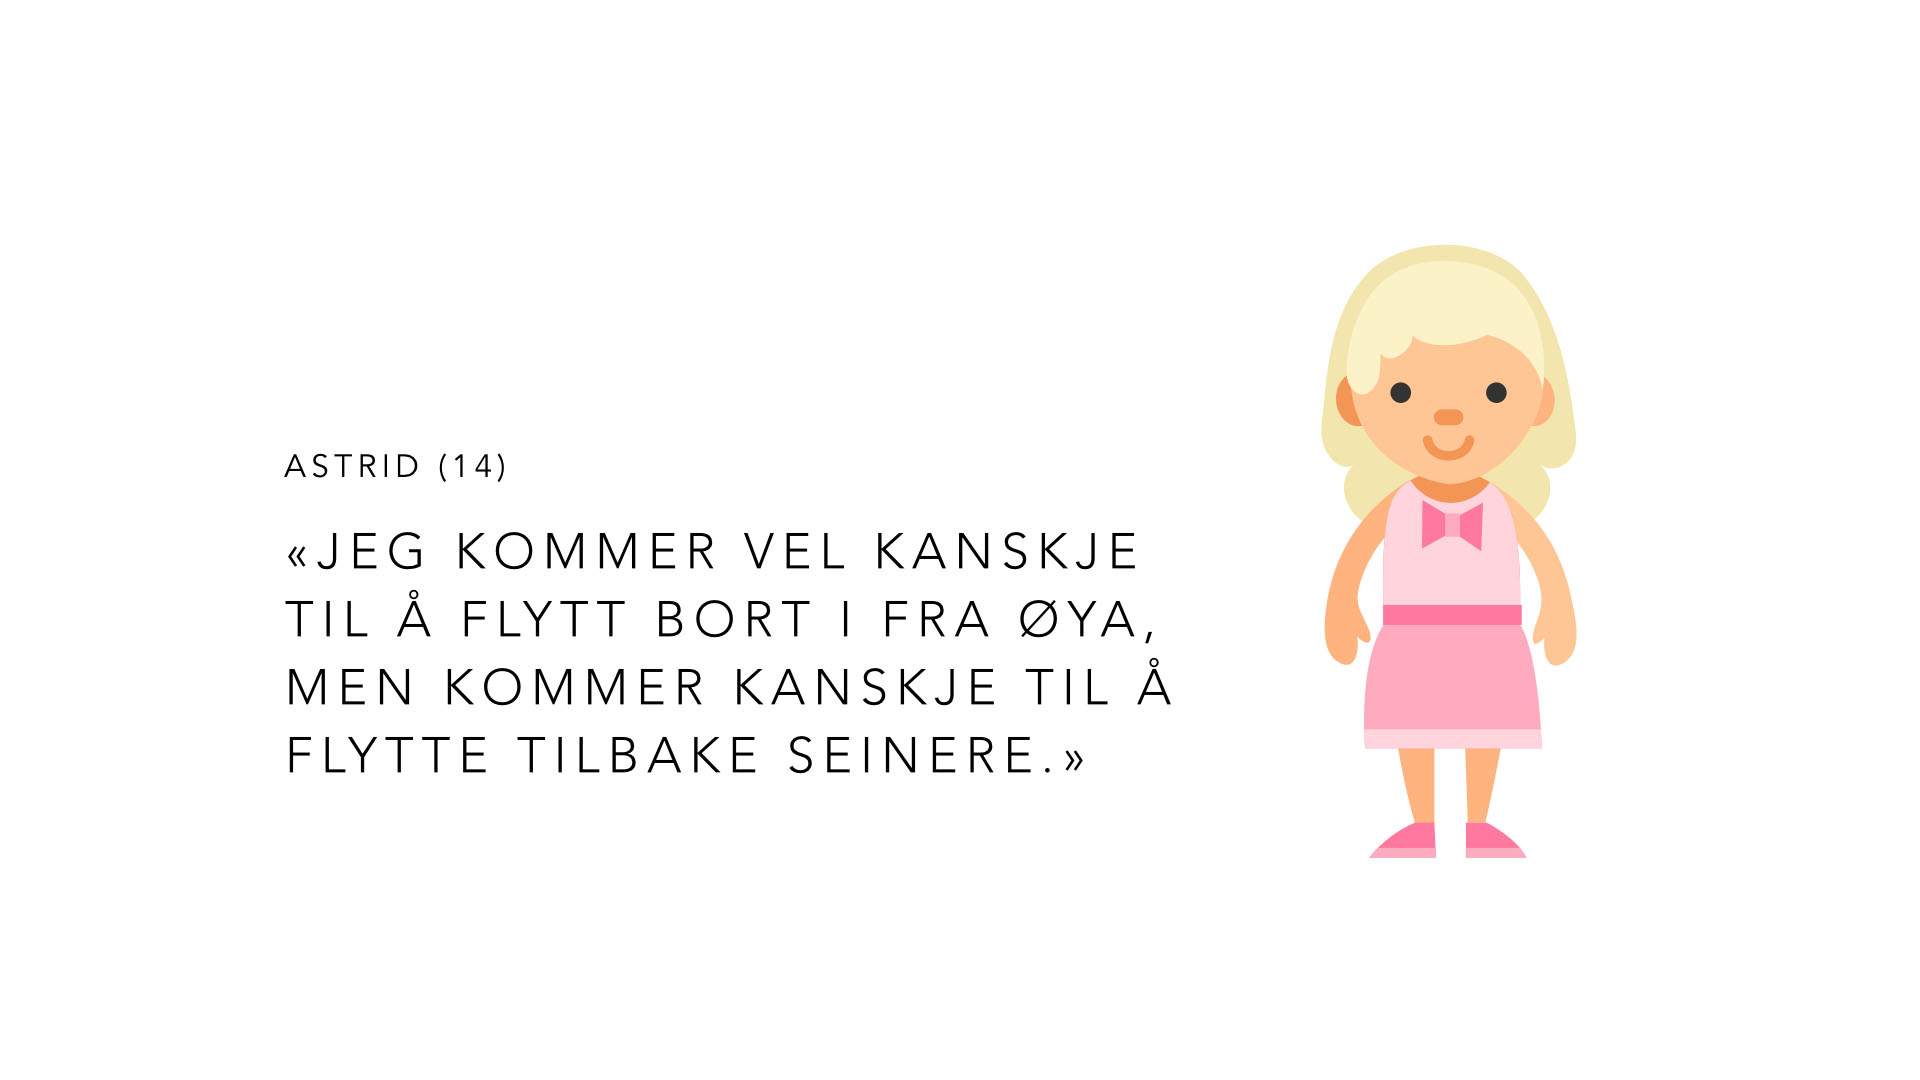 ASTRID (14)
«JEG KOMMER VEL KANSKJE
TIL Å FLYTT BORT I FRA ØYA,
MEN KOMMER KANSKJE TIL Å
FLYTTE TILBAKE SEINERE.»